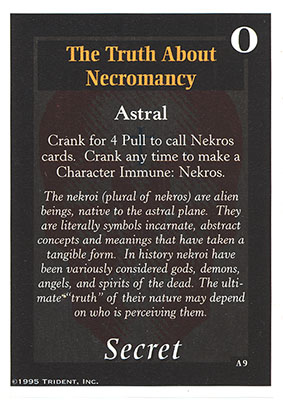 O
The Truth About
Necromancy
Astral
Crank for 4 Pull to call Nekros
cards. Crank any time to make a
Character Immune: Nekros.
The nekroi (plural of nekros) are alien
beings, native to the astral plane. They
are literally symbols incarnate, abstract
concepts and meanings that have taken a
tangible form. In history nekroi have
been variously considered gods, demons,
angels, and spirits of the dead. The ulti-
mate "truth" of their nature may depend
on who is perceiving them.
Secret
A9
©1995 TRIDENT, INC.